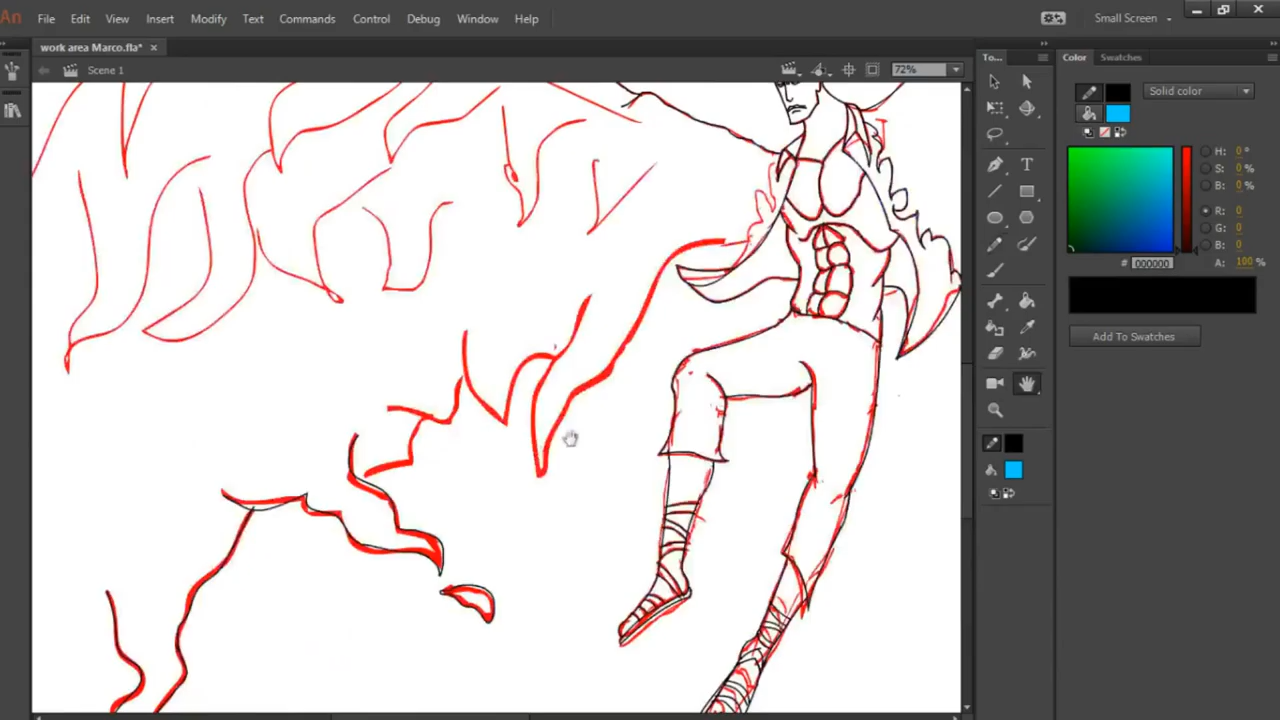 An File Edit View Insert Modify Text Commands Control Debug Window Help Small Screen
work area Marco.fla*
Scene 1 72%
To... Color Swatches
Solid color
H: 0 °
S: 0 %
B: 0 %
R: 0
G: 0
B: 0
# 000000 A: 100 %
Add To Swatches
T